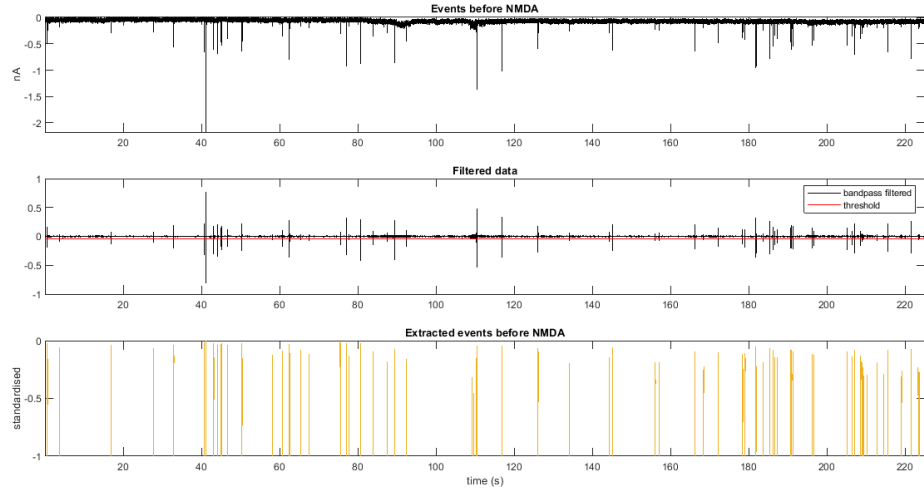 Events before NMDA
0
-0.5
-1
-1.5
-2
nA
20 40 60 80 100 120 140 160 180 200 220
Filtered data
1
0.5
0
-0.5
-1
bandpass filtered
threshold
20 40 60 80 100 120 140 160 180 200 220
Extracted events before NMDA
0
-0.5
-1
standardised
20 40 60 80 100 120 140 160 180 200 220
time (s)